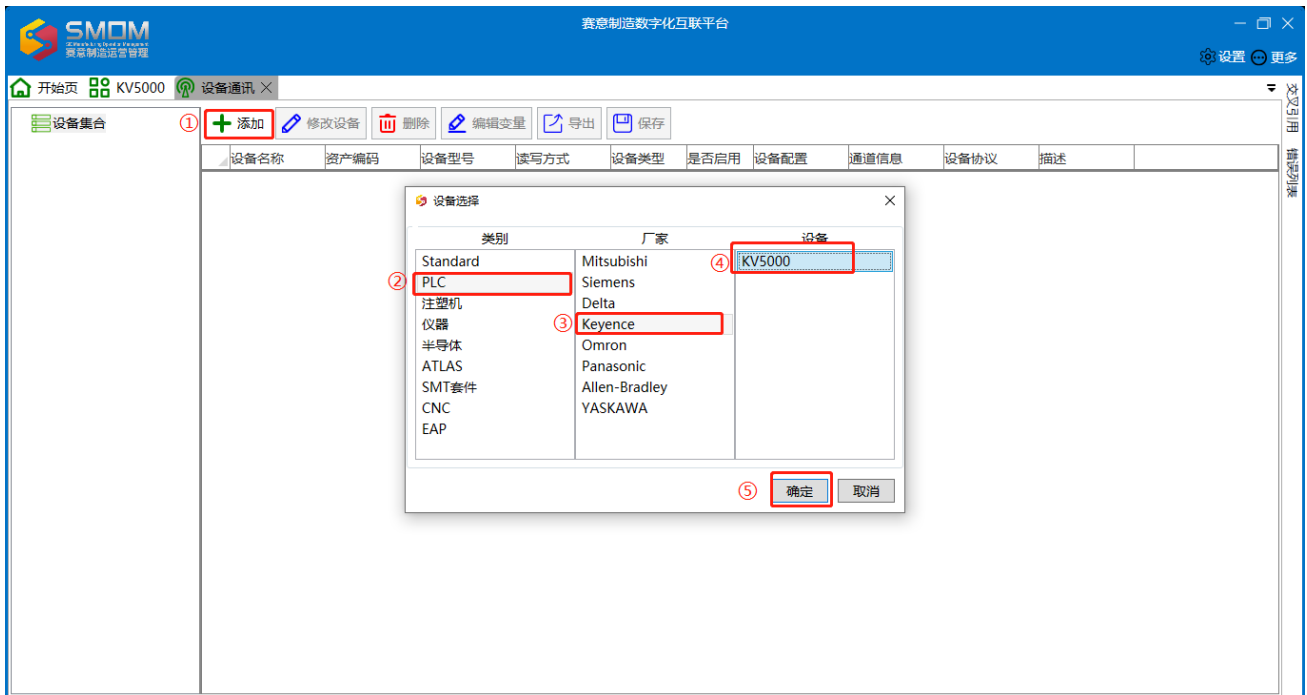 赛意制造数字化互联平台
SMOM
赛意制造运营管理
设置 更多
开始页 KV5000 设备通讯
交叉引用 错误列表
设备集合
① 添加 修改设备 删除 编辑变量 导出 保存
设备名称 资产编码 设备型号 读写方式 设备类型 是否启用 设备配置 通道信息 设备协议 描述
设备选择
类别 厂家 设备
Standard Mitsubishi ④ KV5000
② PLC Siemens
注塑机 Delta
仪器 ③ Keyence
半导体 Omron
ATLAS Panasonic
SMT套件 Allen-Bradley
CNC YASKAWA
EAP
⑤ 确定 取消